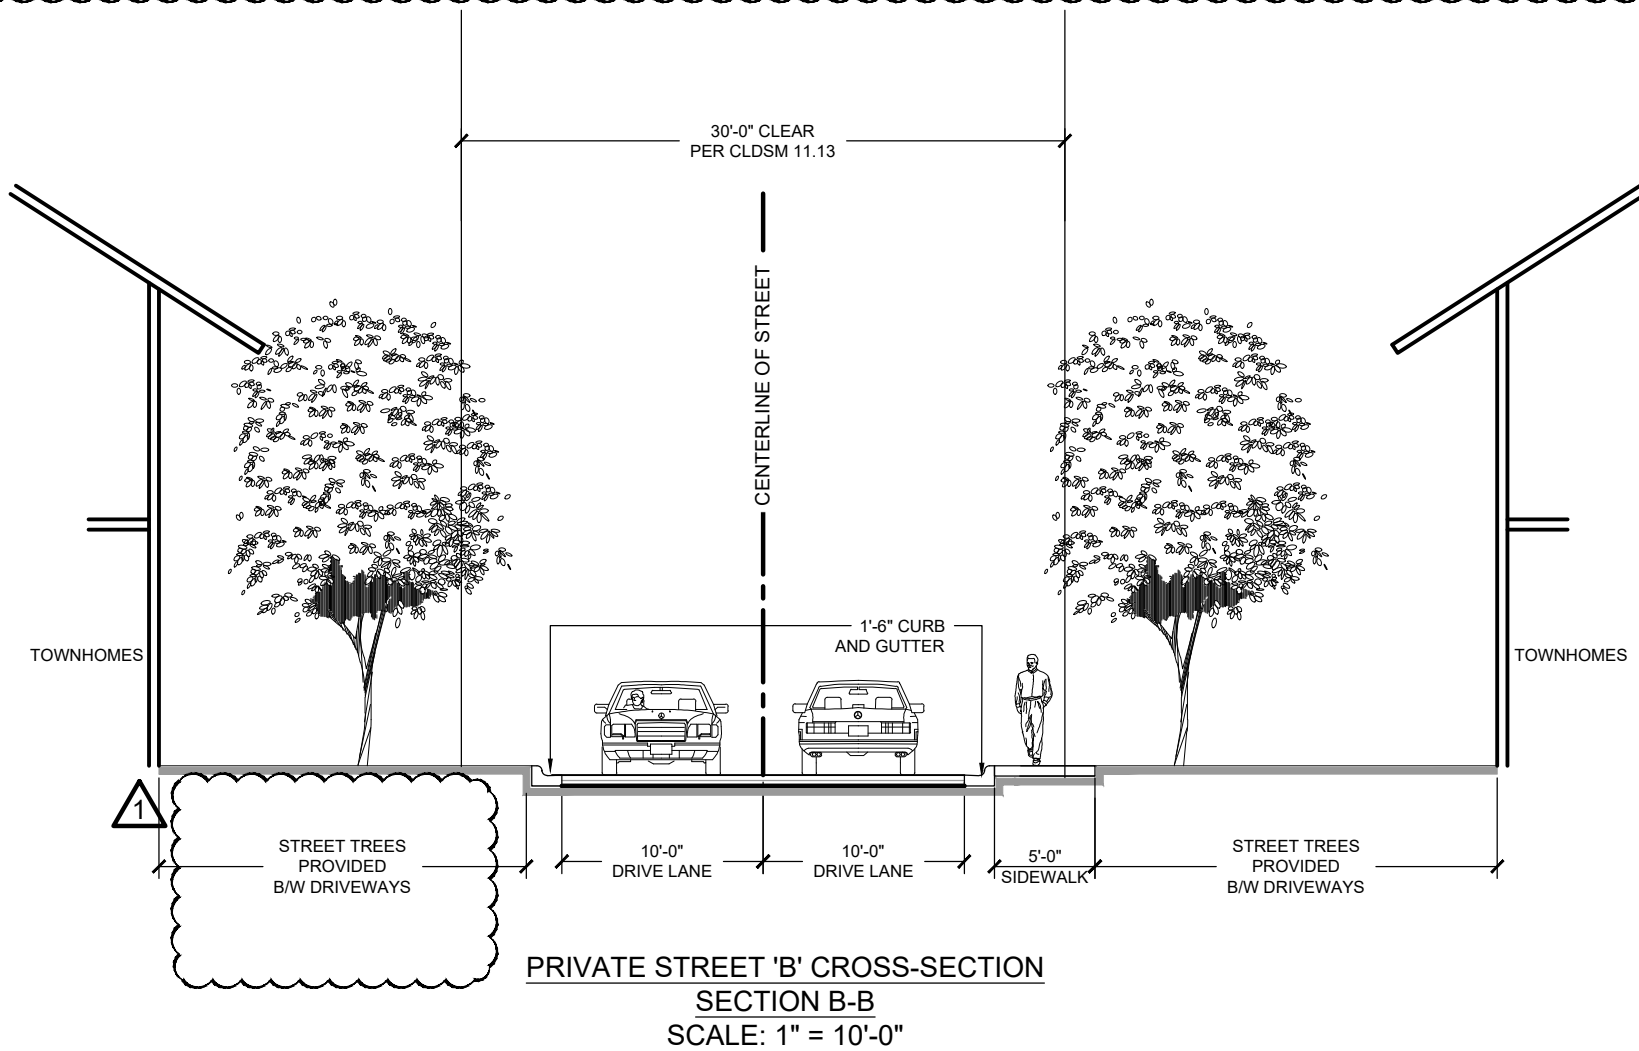 30'-0" CLEAR
PER CLDSM 11.13
CENTERLINE OF STREET
1'-6" CURB
AND GUTTER
TOWNHOMES
TOWNHOMES
1
STREET TREES
PROVIDED
B/W DRIVEWAYS
10'-0"
DRIVE LANE
10'-0"
DRIVE LANE
5'-0"
SIDEWALK
STREET TREES
PROVIDED
B/W DRIVEWAYS
PRIVATE STREET 'B' CROSS-SECTION
SECTION B-B
SCALE: 1" = 10'-0"